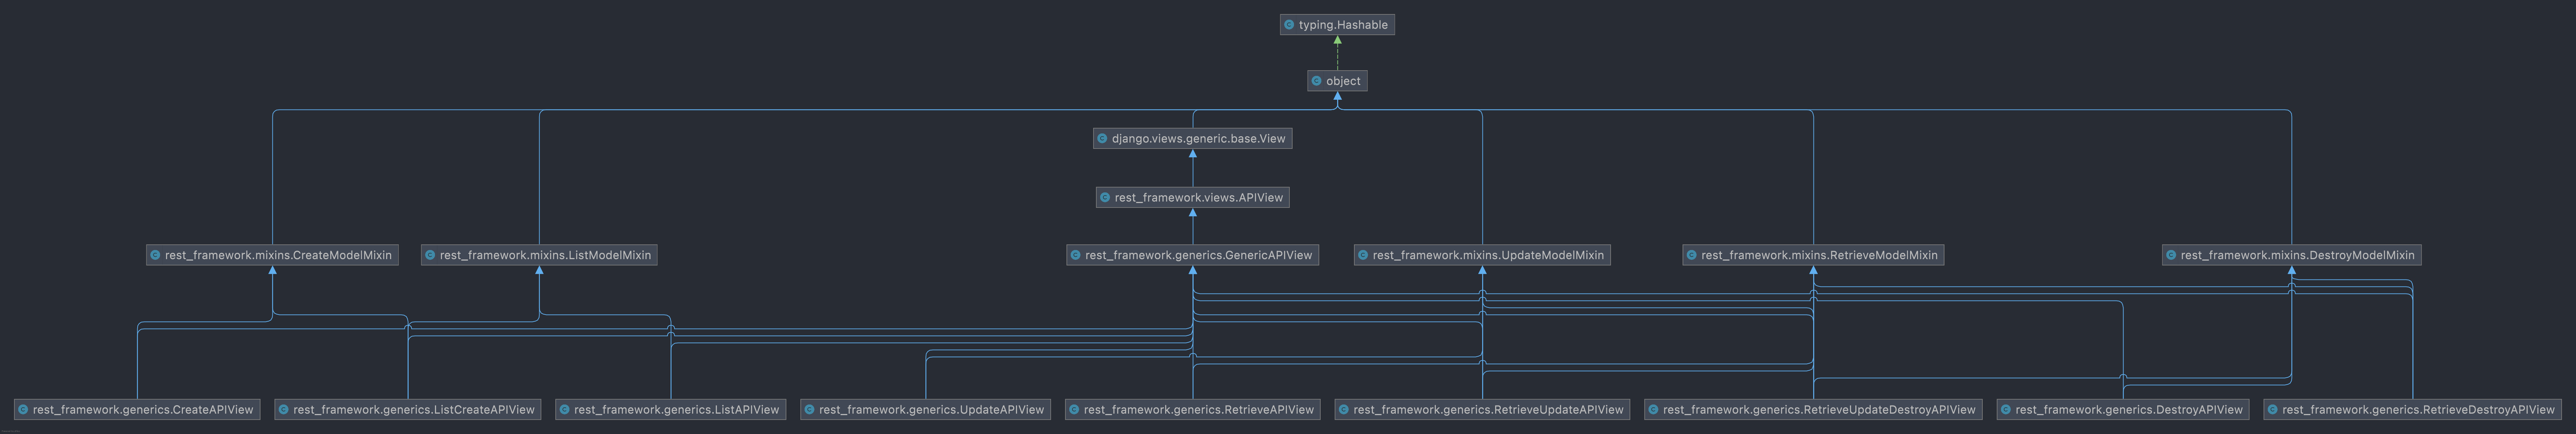 typing.Hashable
object
django.views.generic.base.View
rest_framework.views.APIView
rest_framework.mixins.CreateModelMixin
rest_framework.mixins.ListModelMixin
rest_framework.generics.GenericAPIView
rest_framework.mixins.UpdateModelMixin
rest_framework.mixins.RetrieveModelMixin
rest_framework.mixins.DestroyModelMixin
rest_framework.generics.CreateAPIView
rest_framework.generics.ListCreateAPIView
rest_framework.generics.ListAPIView
rest_framework.generics.UpdateAPIView
rest_framework.generics.RetrieveAPIView
rest_framework.generics.RetrieveUpdateAPIView
rest_framework.generics.RetrieveUpdateDestroyAPIView
rest_framework.generics.DestroyAPIView
rest_framework.generics.RetrieveDestroyAPIView